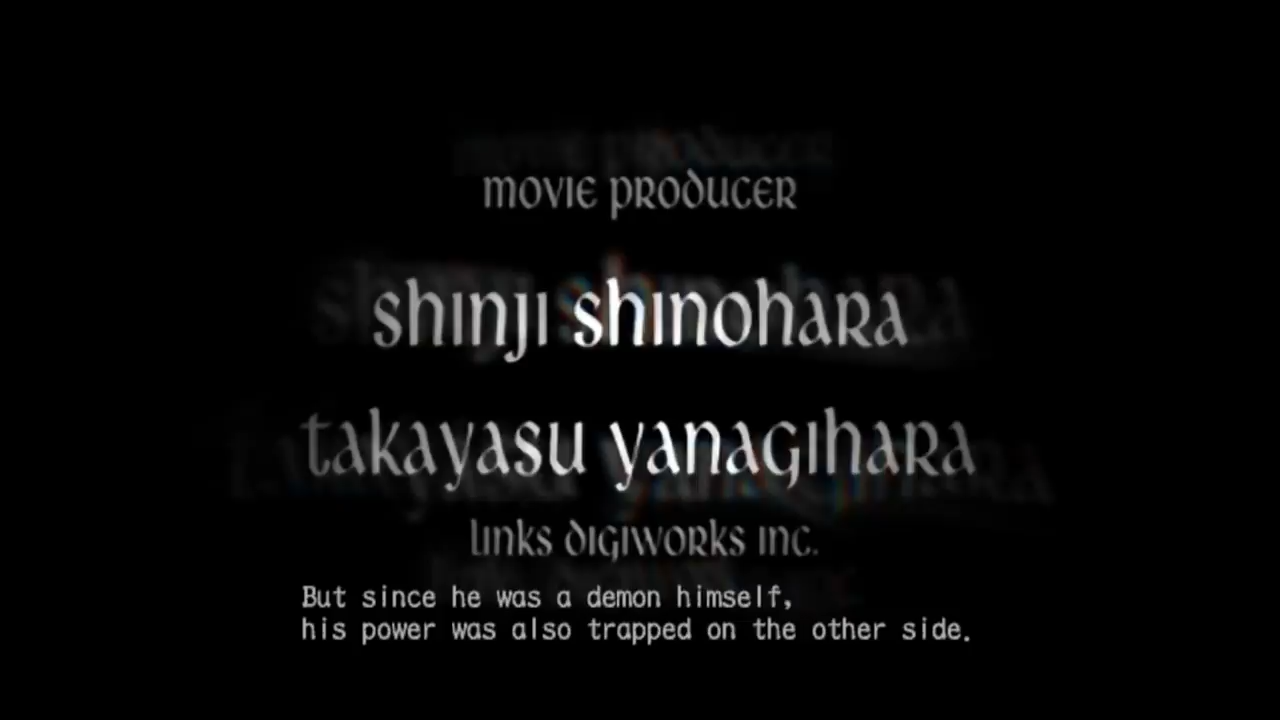 movie producer
shinji shinohara
takayasu yanagihara
links digiworks inc.
But since he was a demon himself,
his power was also trapped on the other side.